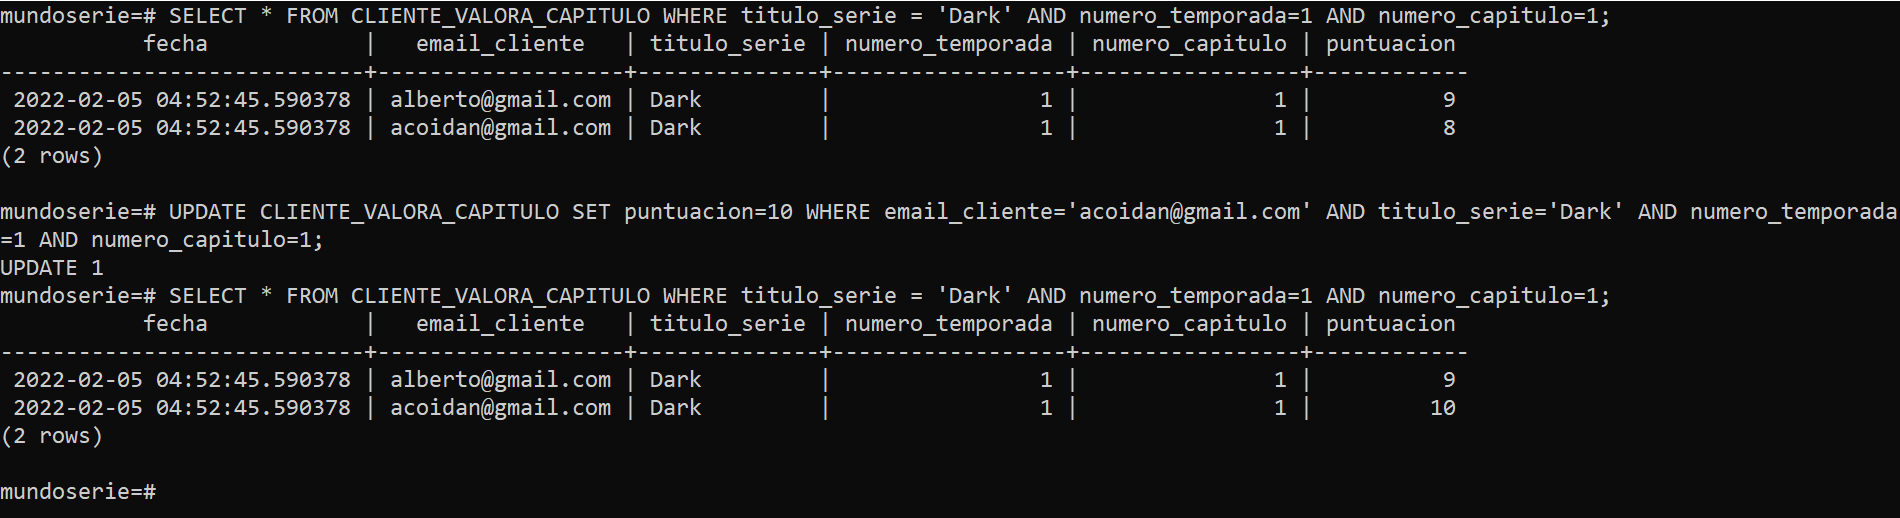 mundoserie=# SELECT * FROM CLIENTE_VALORA_CAPITULO WHERE titulo_serie = 'Dark' AND numero_temporada=1 AND numero_capitulo=1;
           fecha            |   email_cliente   | titulo_serie | numero_temporada | numero_capitulo | puntuacion
----------------------------+-------------------+--------------+------------------+-----------------+------------
 2022-02-05 04:52:45.590378 | alberto@gmail.com | Dark         |                1 |               1 |          9
 2022-02-05 04:52:45.590378 | acoidan@gmail.com | Dark         |                1 |               1 |          8
(2 rows)

mundoserie=# UPDATE CLIENTE_VALORA_CAPITULO SET puntuacion=10 WHERE email_cliente='acoidan@gmail.com' AND titulo_serie='Dark' AND numero_temporada
=1 AND numero_capitulo=1;
UPDATE 1
mundoserie=# SELECT * FROM CLIENTE_VALORA_CAPITULO WHERE titulo_serie = 'Dark' AND numero_temporada=1 AND numero_capitulo=1;
           fecha            |   email_cliente   | titulo_serie | numero_temporada | numero_capitulo | puntuacion
----------------------------+-------------------+--------------+------------------+-----------------+------------
 2022-02-05 04:52:45.590378 | alberto@gmail.com | Dark         |                1 |               1 |          9
 2022-02-05 04:52:45.590378 | acoidan@gmail.com | Dark         |                1 |               1 |         10
(2 rows)

mundoserie=#